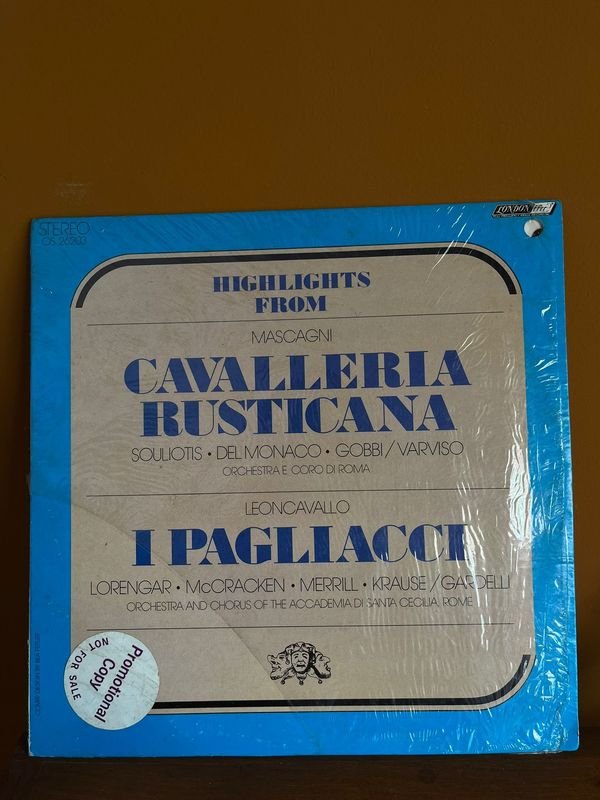 STEREO
OS 26203
LONDON
HIGHLIGHTS
FROM
MASCAGNI
CAVALLERIA
RUSTICANA
SOULIOTIS • DEL MONACO • GOBBI/VARVISO
ORCHESTRA E CORO DI ROMA
LEONCAVALLO
I PAGLIACCI
LORENGAR • McCRACKEN • MERRILL • KRAUSE/GARDELLI
ORCHESTRA AND CHORUS OF THE ACCADEMIA DI SANTA CECILIA, ROME
Promotional
Copy
NOT FOR SALE